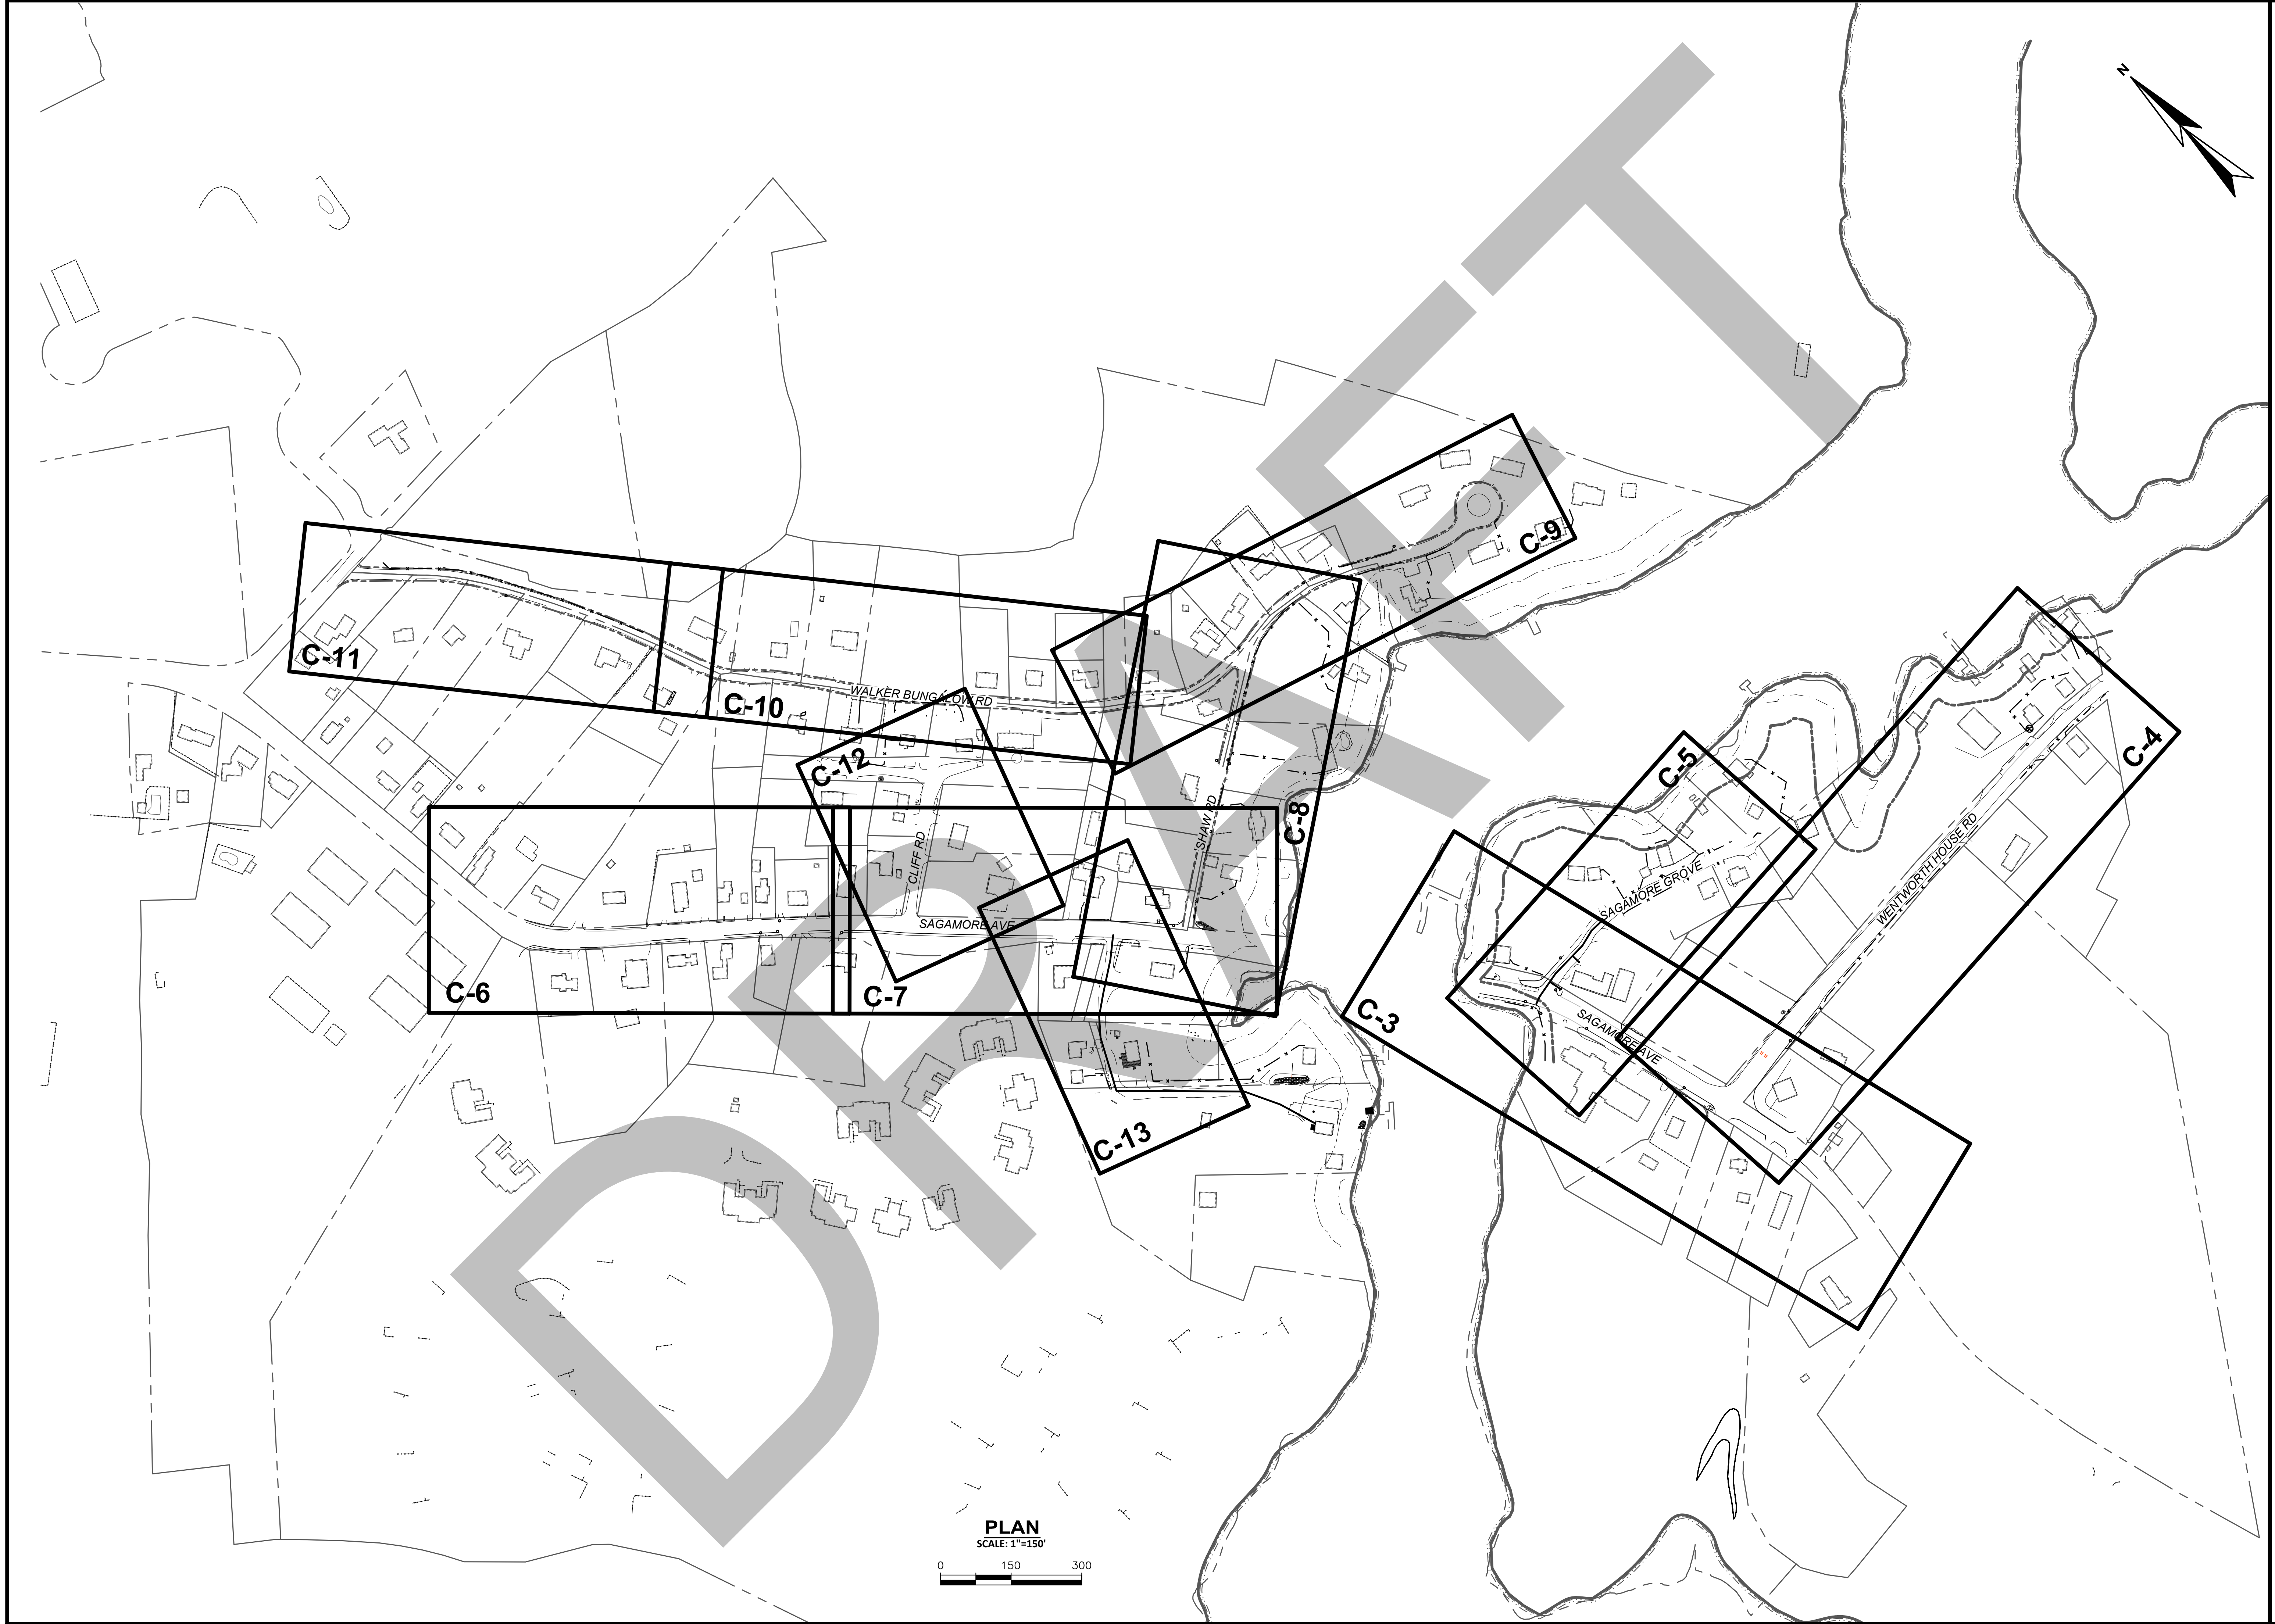 N
C-9
C-11
WALKER BUNGALOW RD
C-10
C-12
C-5
C-4
SHAW RD
C-8
WENTWORTH HOUSE RD
CLIFF RD
SAGAMORE GROVE
SAGAMORE AVE
C-6
C-7
C-3
SAGAMORE AVE
C-13
DRAFT
PLAN
SCALE: 1"=150'
0 150 300